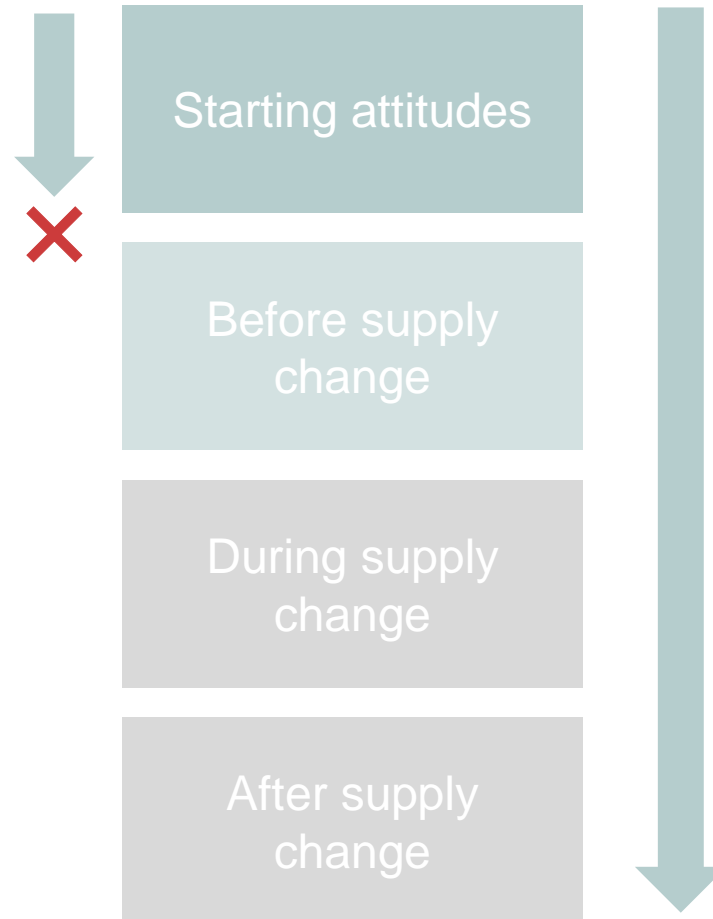 Starting attitudes
Before supply
change
During supply
change
After supply
change